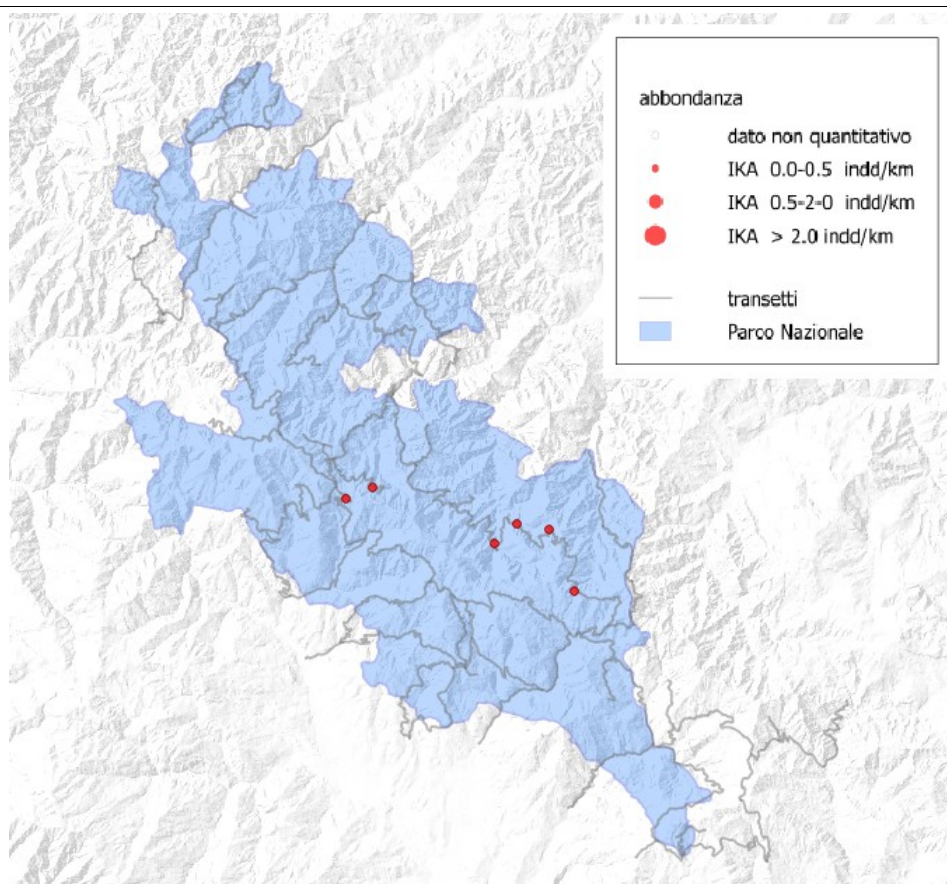 abbondanza
dato non quantitativo
IKA 0.0-0.5 indd/km
IKA 0.5-2-0 indd/km
IKA > 2.0 indd/km
transetti
Parco Nazionale